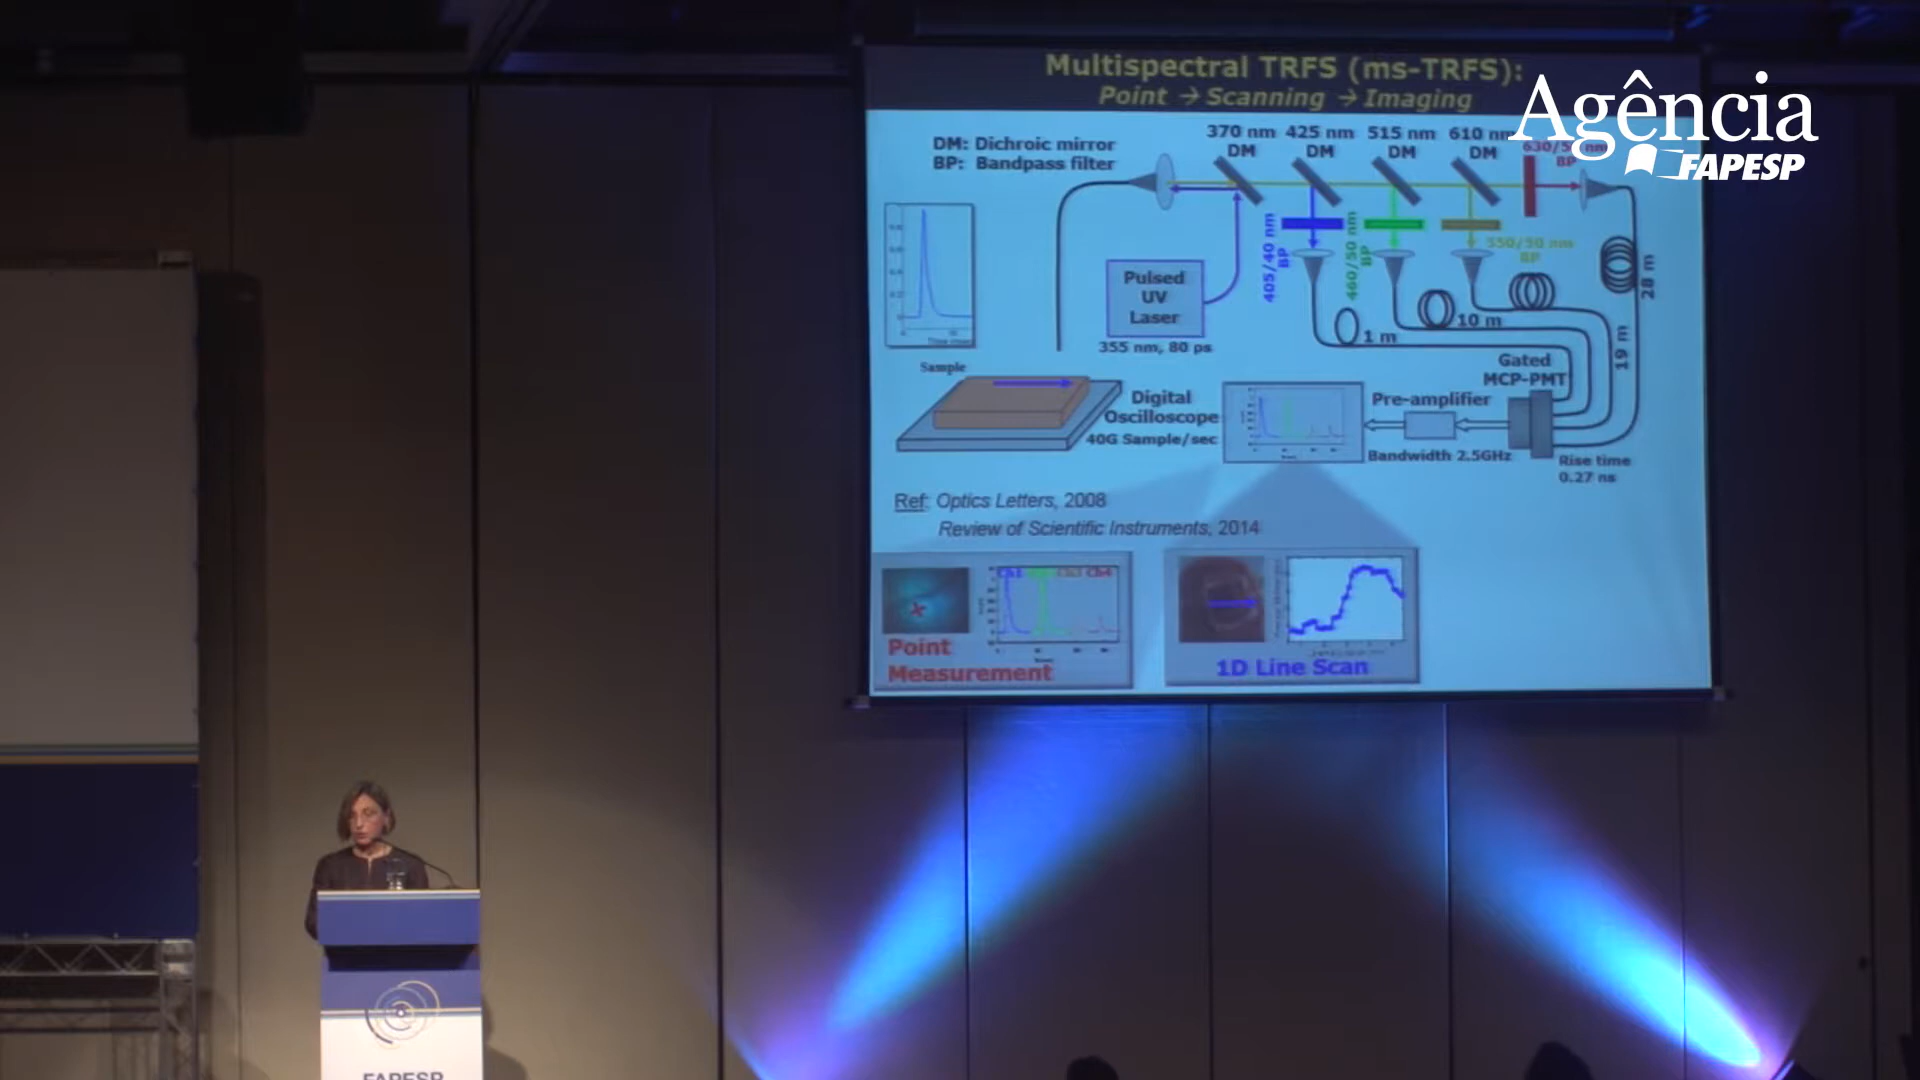 Multispectral TRFS (ms-TRFS):
Point → Scanning → Imaging
Agência
FAPESP
DM: Dichroic mirror
BP: Bandpass filter
370 nm 425 nm 515 nm 610 nm
DM DM DM DM
BP
405/40 nm
BP
460/50 nm
BP
550/50 nm
BP
28 m
Pulsed
UV
Laser
355 nm, 80 ps
1 m
10 m
19 m
Gated
MCP-PMT
Sample
Digital
Oscilloscope
40G Sample/sec
Pre-amplifier
Bandwidth 2.5GHz
Rise time
0.27 ns
Ref: Optics Letters, 2008
Review of Scientific Instruments, 2014
Ch4
Point
Measurement
1D Line Scan
FAPESP